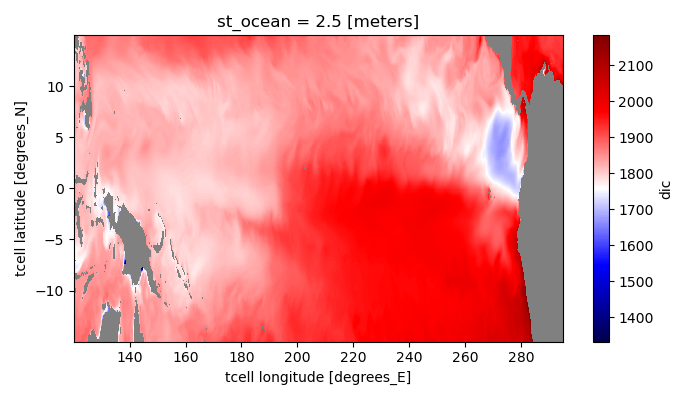 st_ocean = 2.5 [meters]
tcell latitude [degrees_N]
10
5
0
−5
−10
140 160 180 200 220 240 260 280
tcell longitude [degrees_E]
2100
2000
1900
1800
1700
1600
1500
1400
dic